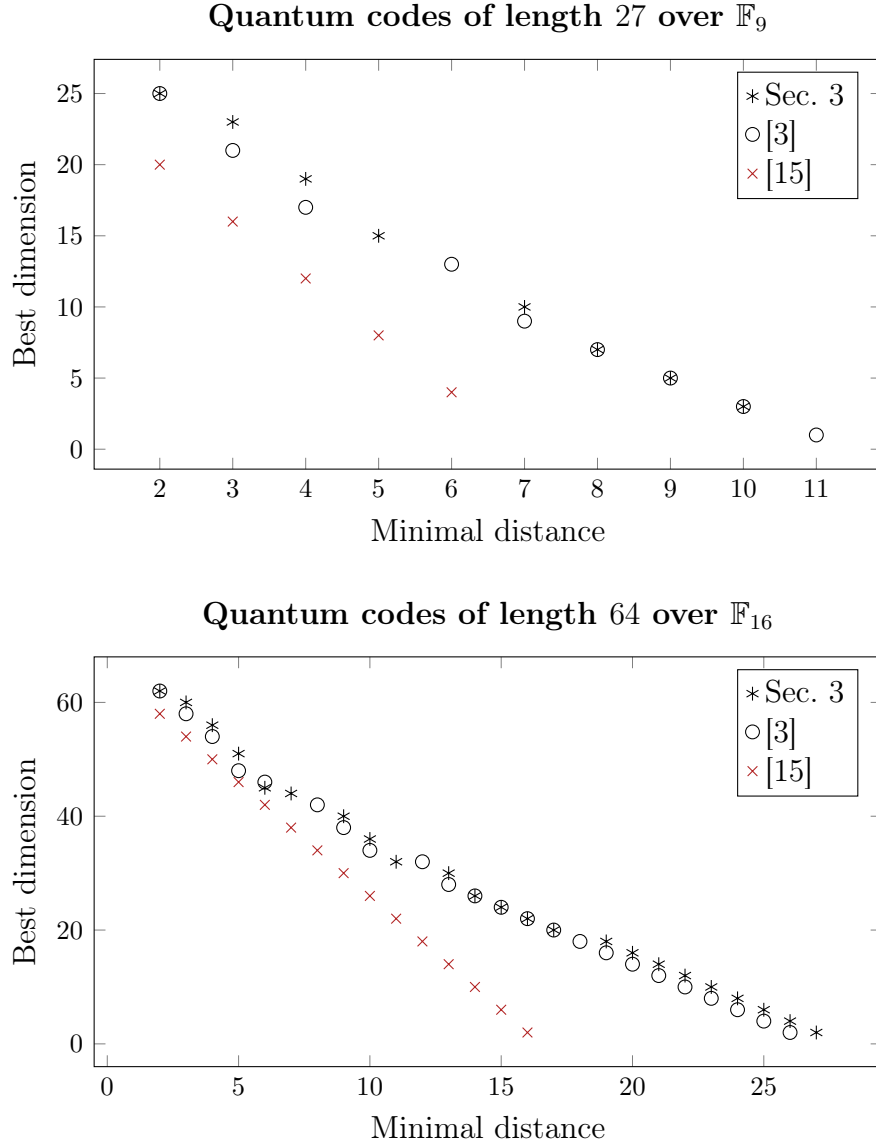 Quantum codes of length 27 over 𝔽₉
Sec. 3
[3]
[15]
25
20
15
10
5
0
Best dimension
2 3 4 5 6 7 8 9 10 11
Minimal distance
Quantum codes of length 64 over 𝔽₁₆
Sec. 3
[3]
[15]
60
40
20
0
Best dimension
0 5 10 15 20 25
Minimal distance